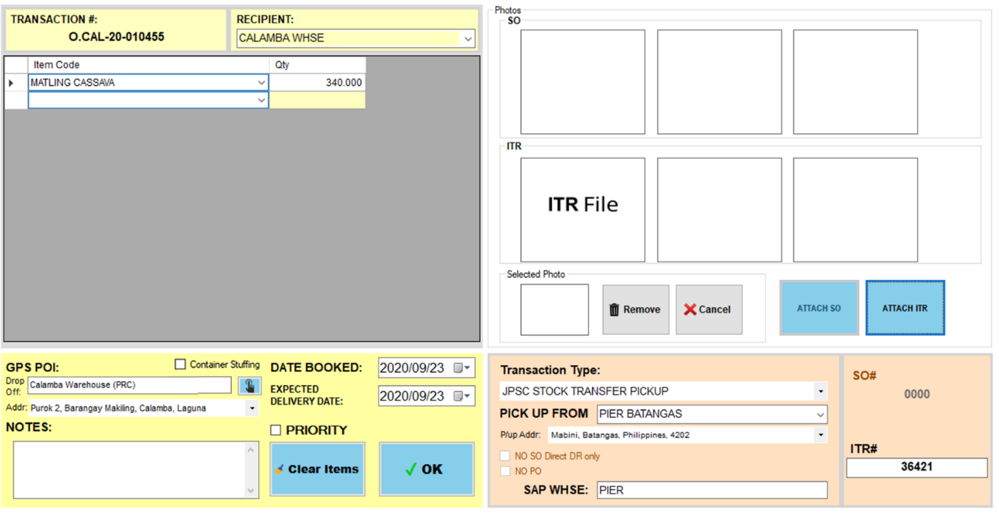 TRANSACTION #:
O.CAL-20-010455
RECIPIENT:
CALAMBA WHSE
Item Code
Qty
MATLING CASSAVA
340.000
GPS POI:
Container Stuffing
Drop Off:
Calamba Warehouse (PRC)
Addr:
Purok 2, Barangay Makiling, Calamba, Laguna
NOTES:
DATE BOOKED:
2020/09/23
EXPECTED
DELIVERY DATE:
2020/09/23
PRIORITY
Clear Items
OK
Photos
SO
ITR
ITR File
Selected Photo
Remove
Cancel
ATTACH SO
ATTACH ITR
Transaction Type:
JPSC STOCK TRANSFER PICKUP
PICK UP FROM
PIER BATANGAS
P/up Addr:
Mabini, Batangas, Philippines, 4202
NO SO Direct DR only
NO PO
SAP WHSE:
PIER
SO#
0000
ITR#
36421